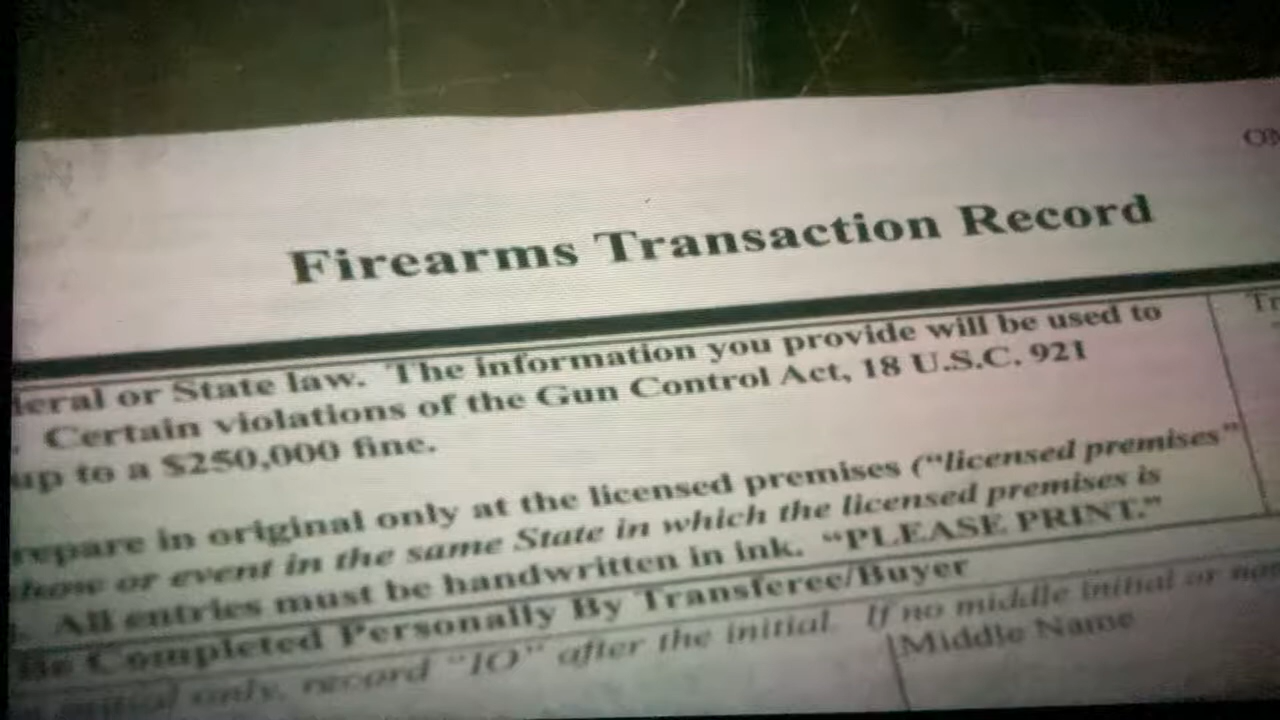 Firearms Transaction Record
or State law. The information you provide will be used to
Certain violations of the Gun Control Act, 18 U.S.C. 921
up to a $250,000 fine.
in original only at the licensed premises ("licensed premises"
or event in the same State in which the licensed premises is
All entries must be handwritten in ink. "PLEASE PRINT."
Be Completed Personally By Transferee/Buyer
initial only, record "IO" after the initial. If no middle initial or
Middle Name